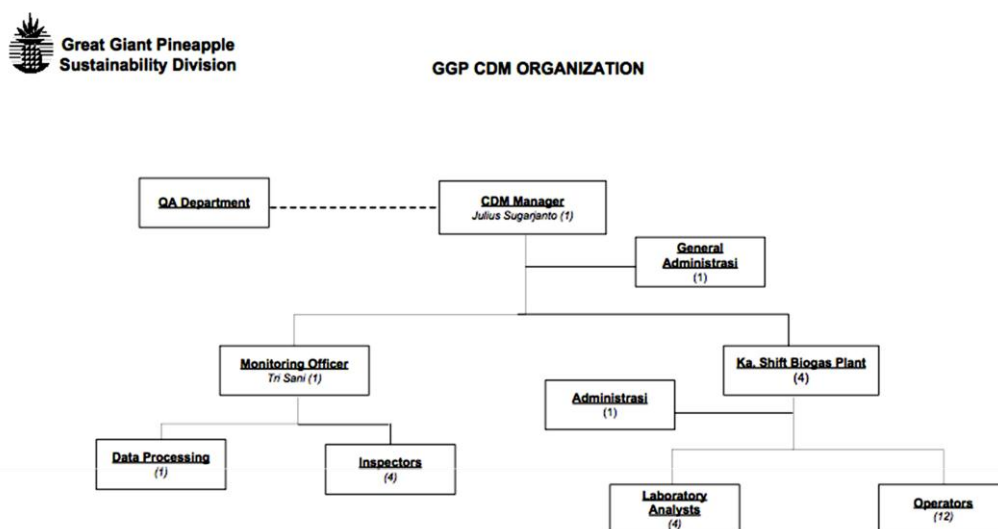 Great Giant Pineapple
Sustainability Division
GGP CDM ORGANIZATION
QA Department
CDM Manager
Julius Sugarjanto (1)
General
Administrasi
(1)
Monitoring Officer
Tri Sani (1)
Ka. Shift Biogas Plant
(4)
Administrasi
(1)
Data Processing
(1)
Inspectors
(4)
Laboratory
Analysts
(4)
Operators
(12)